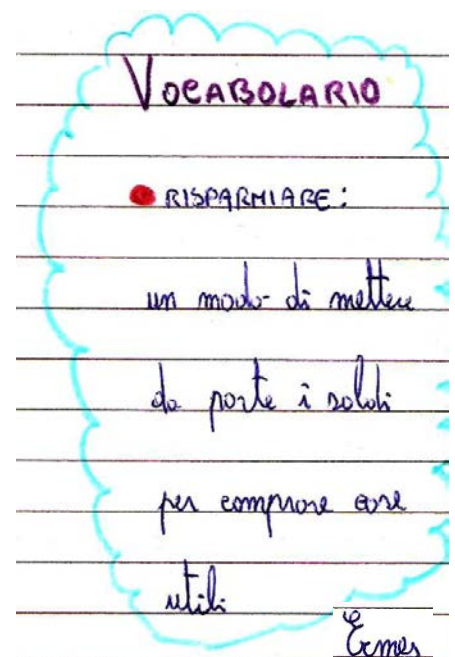 VOCABOLARIO
RISPARMIARE:
un modo di mettere
da parte i soldi
per comprare cose
utili
Ermes